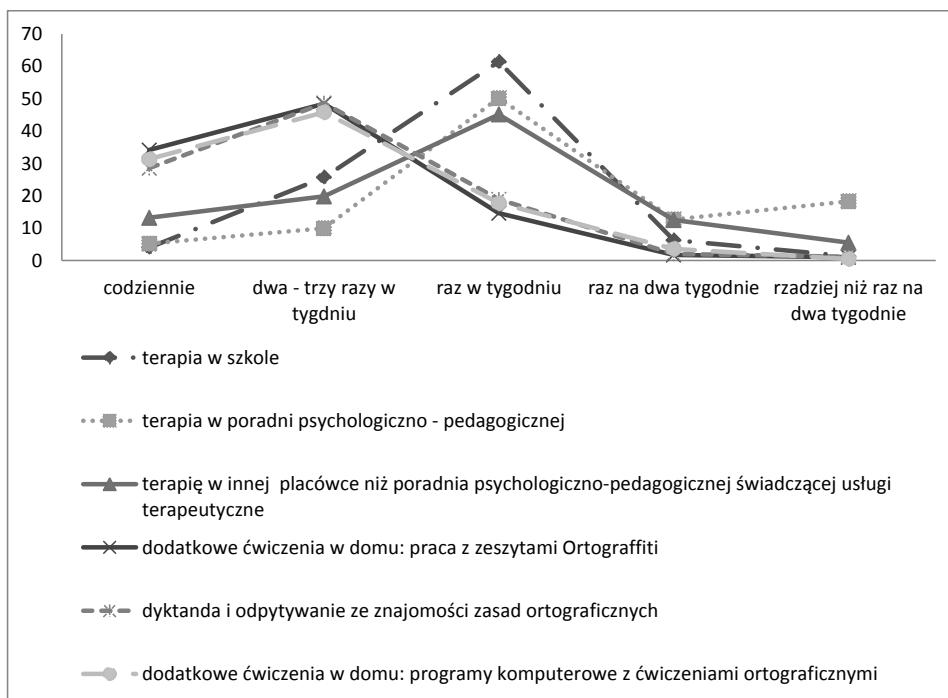 70
60
50
40
30
20
10
0
codziennie
dwa - trzy razy w
tygdniu
raz w tygodniu
raz na dwa tygodnie
rzadziej niż raz na
dwa tygodnie
terapia w szkole
terapia w poradni psychologiczno - pedagogicznej
terapię w innej placówce niż poradnia psychologiczno-pedagogicznej świadczącej usługi
terapeutyczne
dodatkowe ćwiczenia w domu: praca z zeszytami Ortograffiti
dyktanda i odpytywanie ze znajomości zasad ortograficznych
dodatkowe ćwiczenia w domu: programy komputerowe z ćwiczeniami ortograficznymi